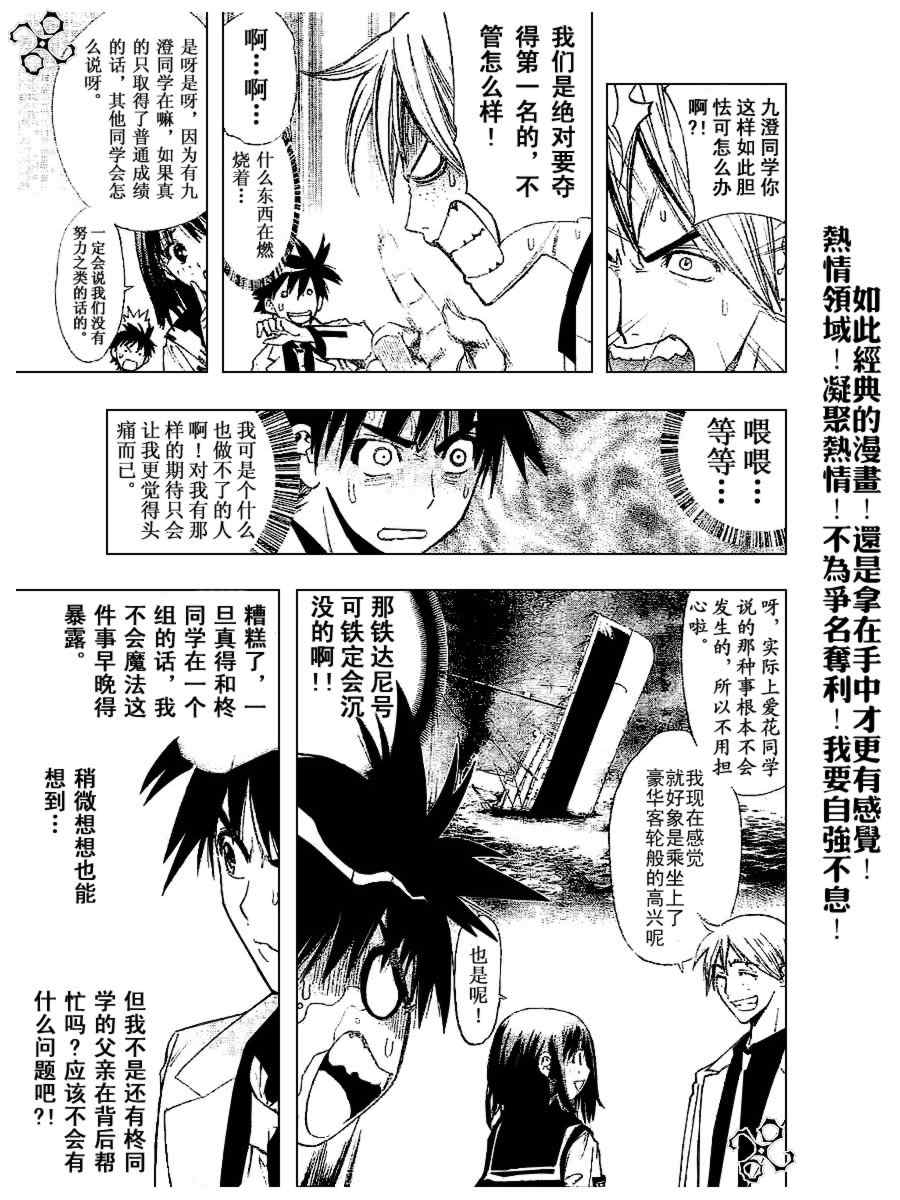 九澄同学你
这样如此胆
怯可怎么办
啊?!
我们是绝对要夺
得第一名的，不
管怎么样！
啊…啊…
什么东西在燃
烧着…
是呀是呀，因为有九
澄同学在嘛，如果真
的只取得了普通成绩
的话，其他同学会怎
么说呀。
一定会说我们没有
努力之类的话的。
喂喂…
等等…
我可是个什么
也做不了的人
啊！对我有那
样的期待只会
让我更觉得头
痛而已。
呀，实际上爱花同学
说的那种事根本不会
发生的，所以不用担
心啦。
我现在感觉
就好象是乘坐上了
豪华客轮般的高兴呢
也是呢！
那铁达尼号
可铁定会沉
没的啊!!
糟糕了，一
旦真得和柊
同学在一个
组的话，我
不会魔法这
件事早晚得
暴露。
稍微想想也能
想到…
但我不是还有柊同
学的父亲在背后帮
忙吗？应该不会有
什么问题吧?!
如此經典的漫畫！還是拿在手中才更有感覺！
熱情領域！凝聚熱情！不為爭名奪利！我要自強不息！